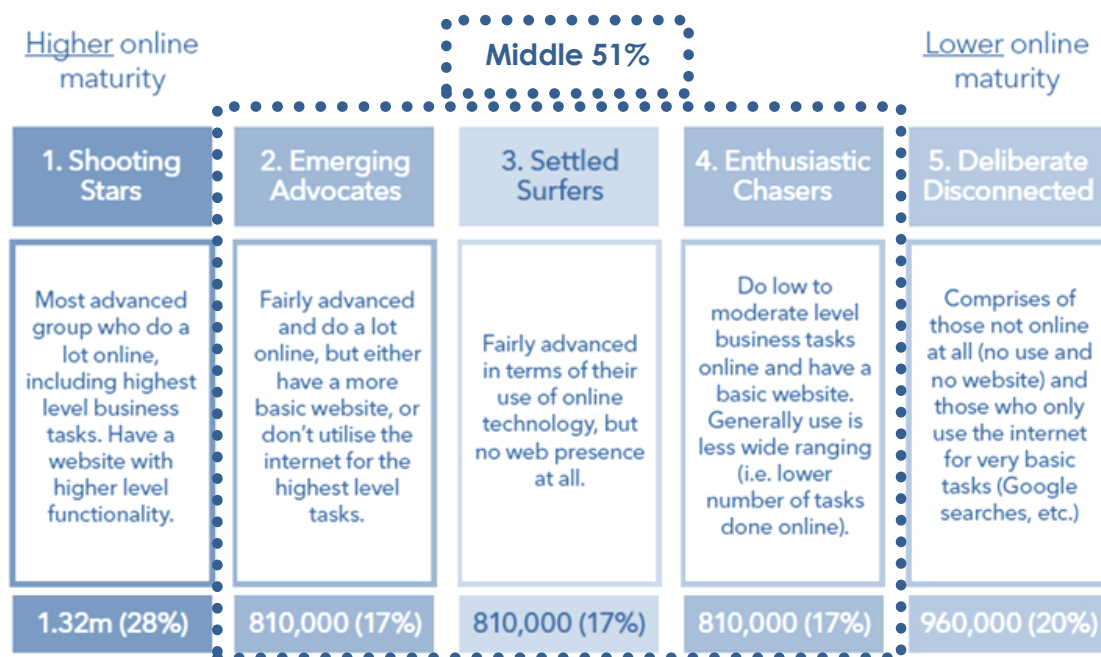 Higher online
maturity
Middle 51%
Lower online
maturity
1. Shooting
Stars
2. Emerging
Advocates
3. Settled
Surfers
4. Enthusiastic
Chasers
5. Deliberate
Disconnected
Most advanced
group who do a
lot online,
including highest
level business
tasks. Have a
website with
higher level
functionality.
Fairly advanced
and do a lot
online, but either
have a more
basic website, or
don't utilise the
internet for the
highest level
tasks.
Fairly advanced
in terms of their
use of online
technology, but
no web presence
at all.
Do low to
moderate level
business tasks
online and have a
basic website.
Generally use is
less wide ranging
(i.e. lower
number of tasks
done online).
Comprises of
those not online
at all (no use and
no website) and
those who only
use the internet
for very basic
tasks (Google
searches, etc.)
1.32m (28%)
810,000 (17%)
810,000 (17%)
810,000 (17%)
960,000 (20%)